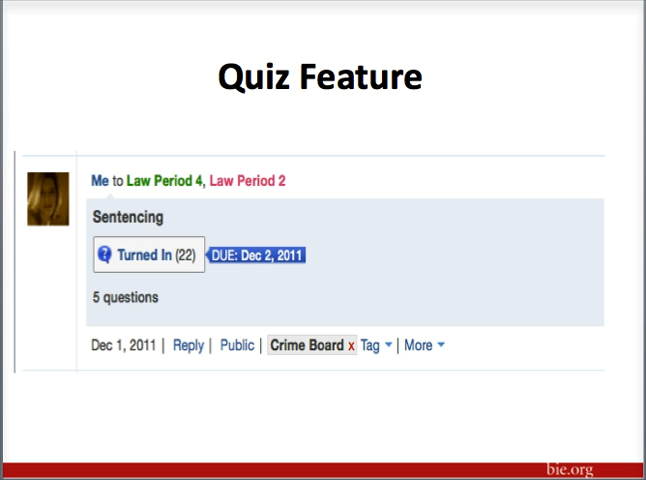 Quiz Feature
Me to Law Period 4, Law Period 2
Sentencing
Turned In (22) DUE: Dec 2, 2011
5 questions
Dec 1, 2011 | Reply | Public | Crime Board x Tag | More
bie.org